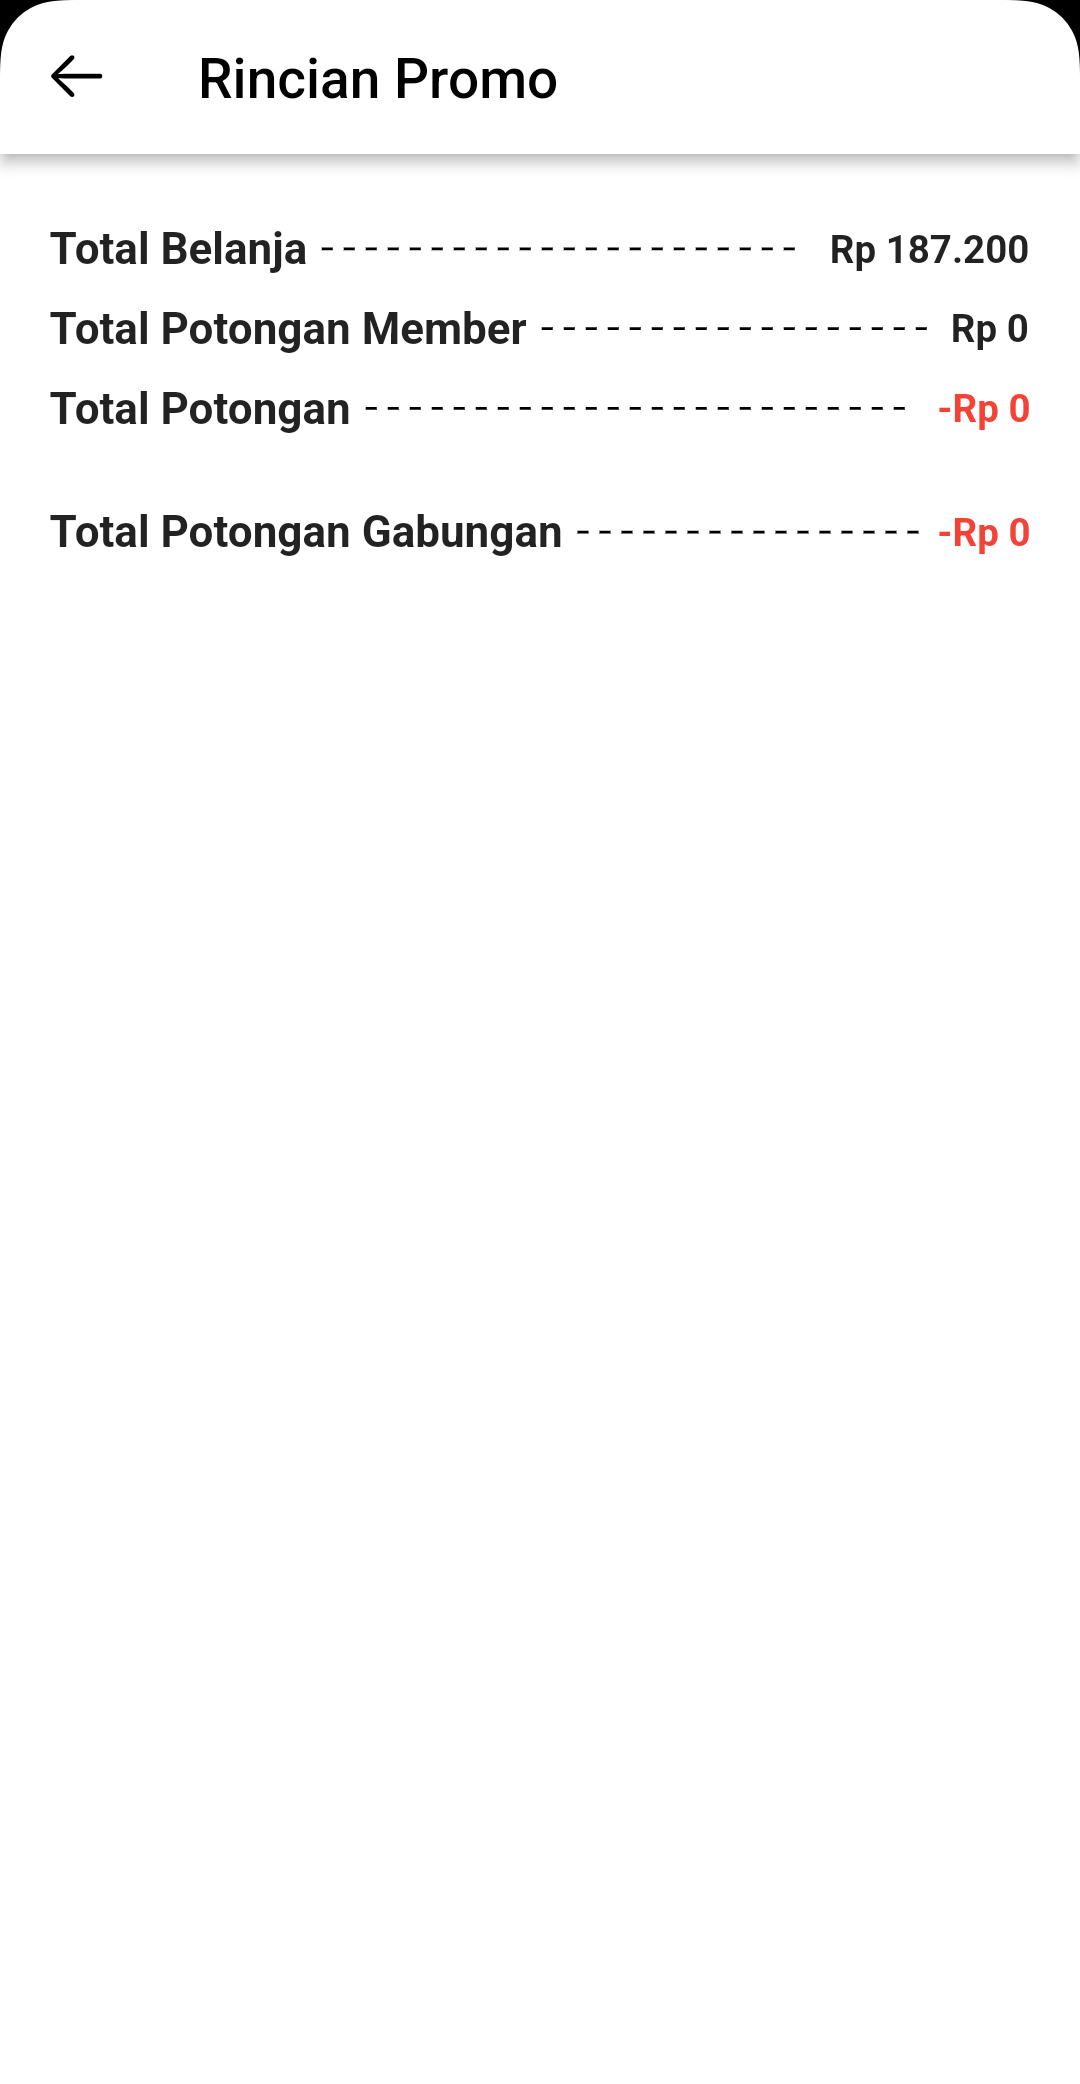 Rincian Promo
Total Belanja ---------------------- Rp 187.200
Total Potongan Member ------------------ Rp 0
Total Potongan ------------------------- -Rp 0
Total Potongan Gabungan ---------------- -Rp 0